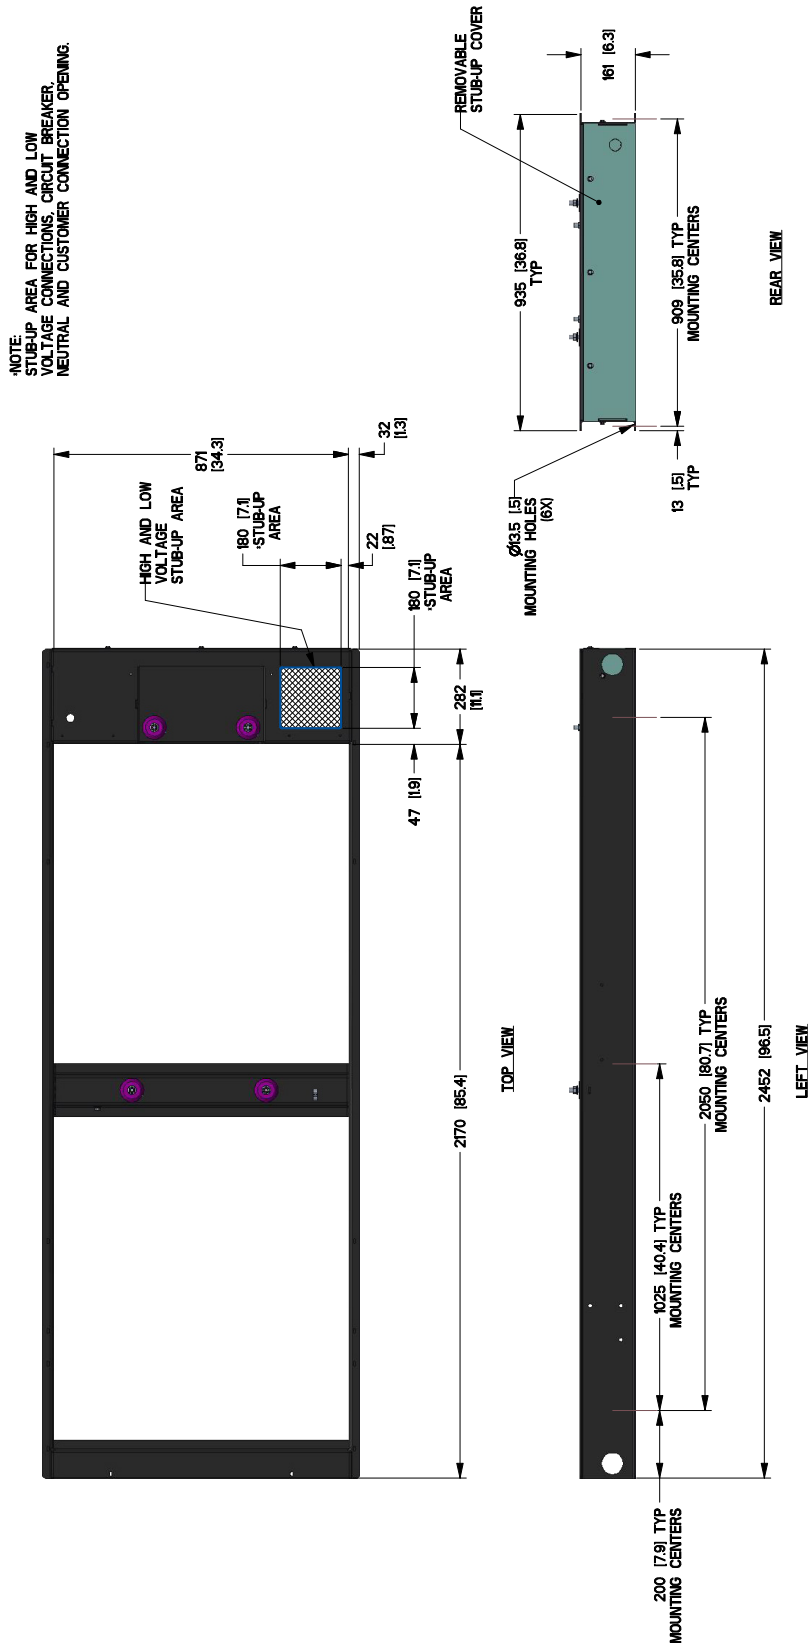 *NOTE:
STUB-UP AREA FOR HIGH AND LOW
VOLTAGE CONNECTIONS, CIRCUIT BREAKER,
NEUTRAL AND CUSTOMER CONNECTION OPENING.
871
[34.3]
32
[1.3]
HIGH AND LOW
VOLTAGE
STUB-UP AREA
180 [7.1]
*STUB-UP
AREA
22
[.87]
180 [7.1]
*STUB-UP
AREA
282
[11.1]
47 [1.9]
2170 [85.4]
TOP VIEW
REMOVABLE
STUB-UP COVER
161 [6.3]
935 [36.8]
TYP
909 [35.8] TYP
MOUNTING CENTERS
Ø13.5 [.5]
MOUNTING HOLES
(6X)
13 [.5]
TYP
REAR VIEW
2050 [80.7] TYP
MOUNTING CENTERS
2452 [96.5]
1025 [40.4] TYP
MOUNTING CENTERS
200 [7.9] TYP
MOUNTING CENTERS
LEFT VIEW